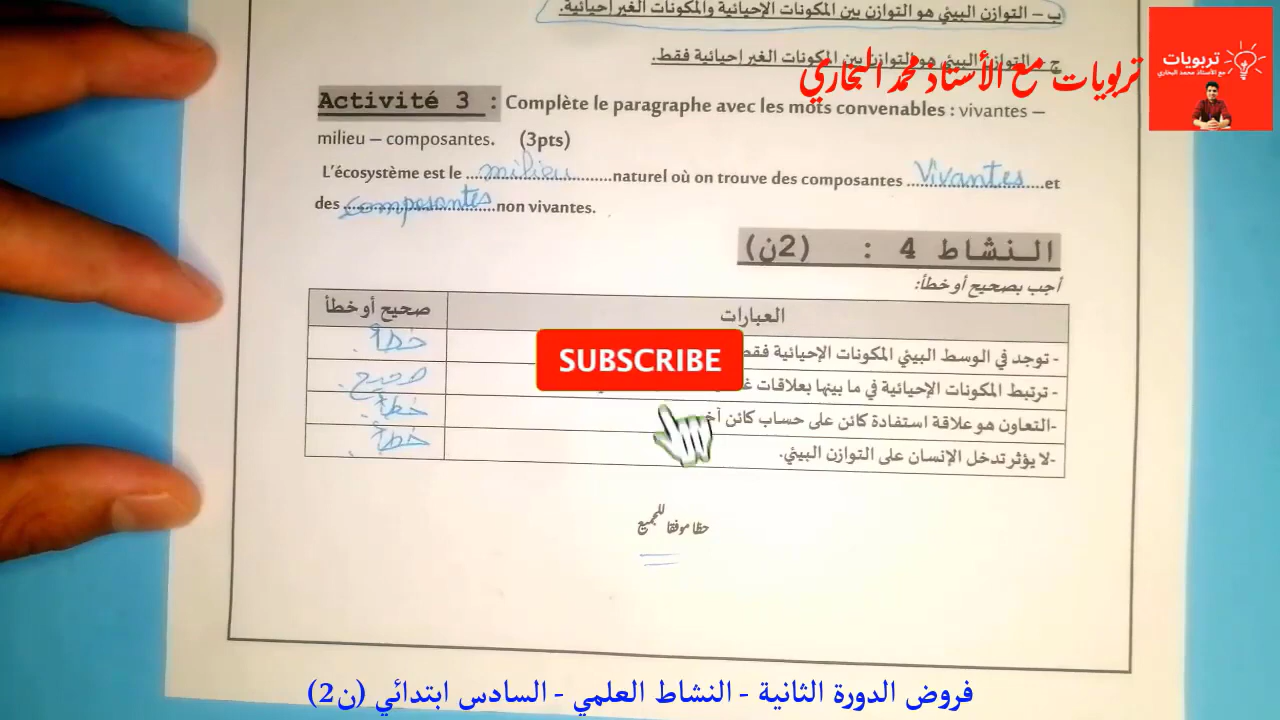 ب – التوازن البيئي هو التوازن بين المكونات الإحيائية والمكونات الغير إحيائية.
ج – التوازن البيئي هو التوازن بين المكونات الغير إحيائية فقط.
تربويات مع الأستاذ محمد البخاري
تربويات
مع الأستاذ محمد البخاري
Activité 3 : Complète le paragraphe avec les mots convenables : vivantes –
milieu – composantes. (3pts)
L'écosystème est le milieu naturel où on trouve des composantes Vivantes et
des composantes non vivantes.
النشاط 4 : (2ن)
أجب بصحيح أو خطأ:
العبارات صحيح أو خطأ
- توجد في الوسط البيئي المكونات الإحيائية فقط خطأ.
- ترتبط المكونات الإحيائية في ما بينها بعلاقات صحيح.
-التعاون هو علاقة استفادة كائن على حساب كائن خطأ.
-لا يؤثر تدخل الإنسان على التوازن البيئي. خطأ.
SUBSCRIBE
حظا موفقا للجميع
فروض الدورة الثانية - النشاط العلمي - السادس ابتدائي (ن2)